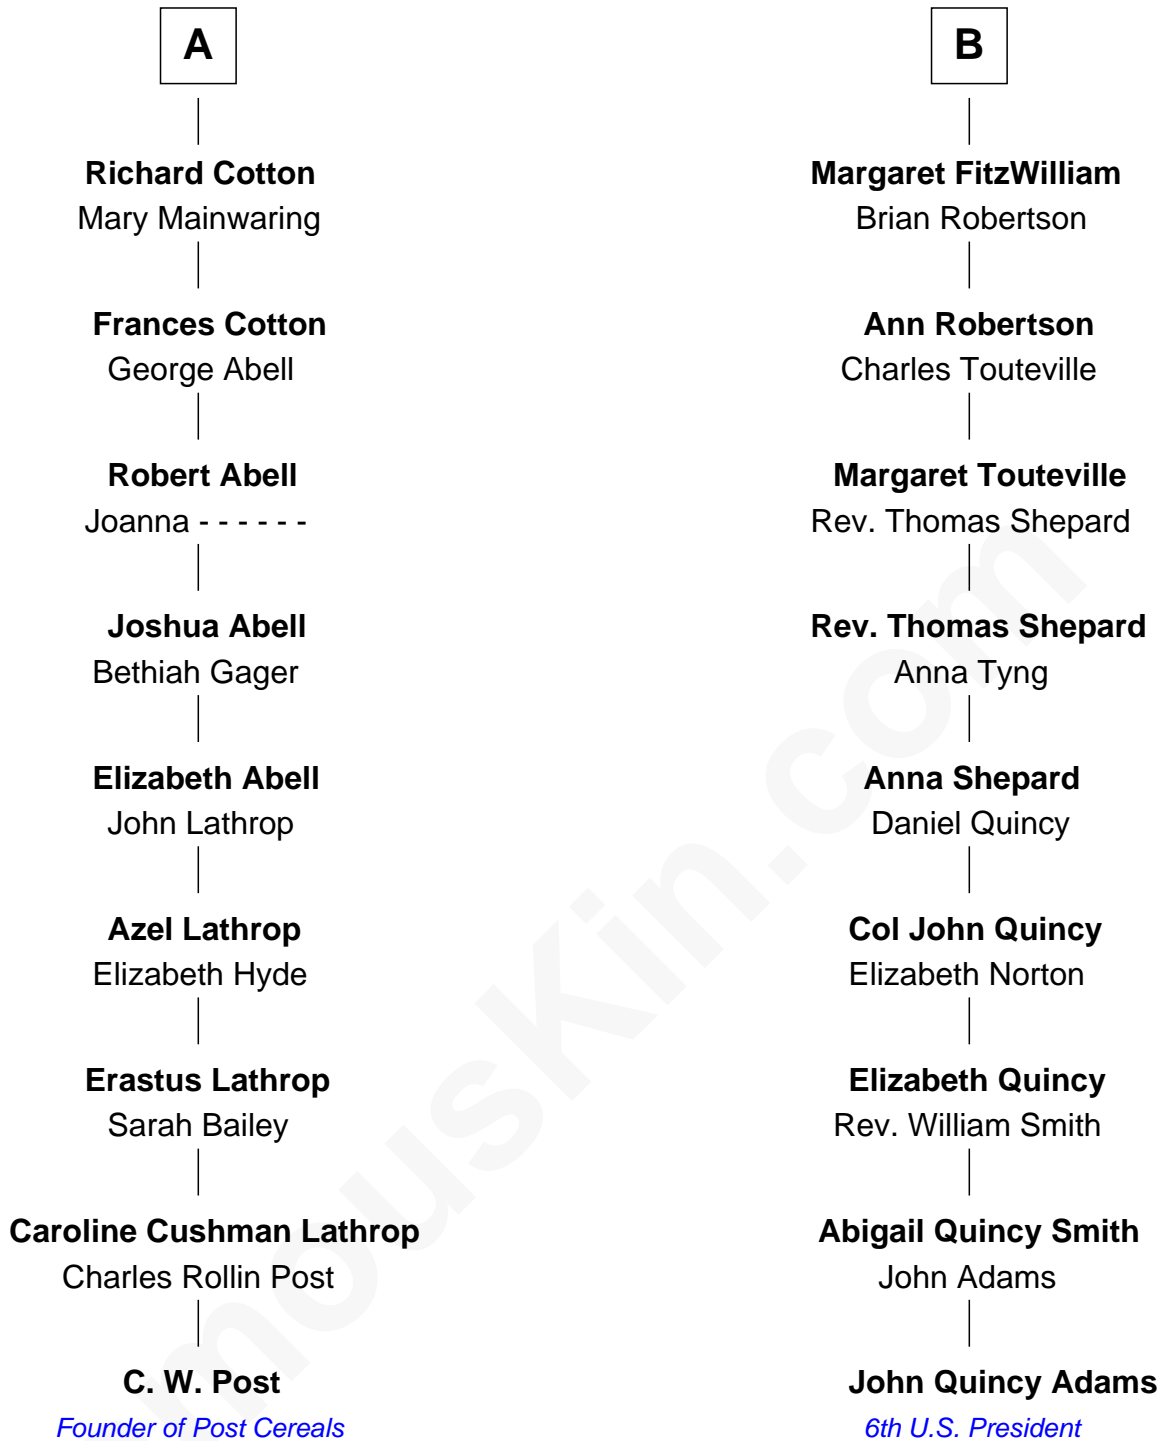 A
Richard Cotton
Mary Mainwaring
Frances Cotton
George Abell
Robert Abell
Joanna - - - - - -
Joshua Abell
Bethiah Gager
Elizabeth Abell
John Lathrop
Azel Lathrop
Elizabeth Hyde
Erastus Lathrop
Sarah Bailey
Caroline Cushman Lathrop
Charles Rollin Post
C. W. Post
Founder of Post Cereals
B
Margaret FitzWilliam
Brian Robertson
Ann Robertson
Charles Touteville
Margaret Touteville
Rev. Thomas Shepard
Rev. Thomas Shepard
Anna Tyng
Anna Shepard
Daniel Quincy
Col John Quincy
Elizabeth Norton
Elizabeth Quincy
Rev. William Smith
Abigail Quincy Smith
John Adams
John Quincy Adams
6th U.S. President
mouskin.com